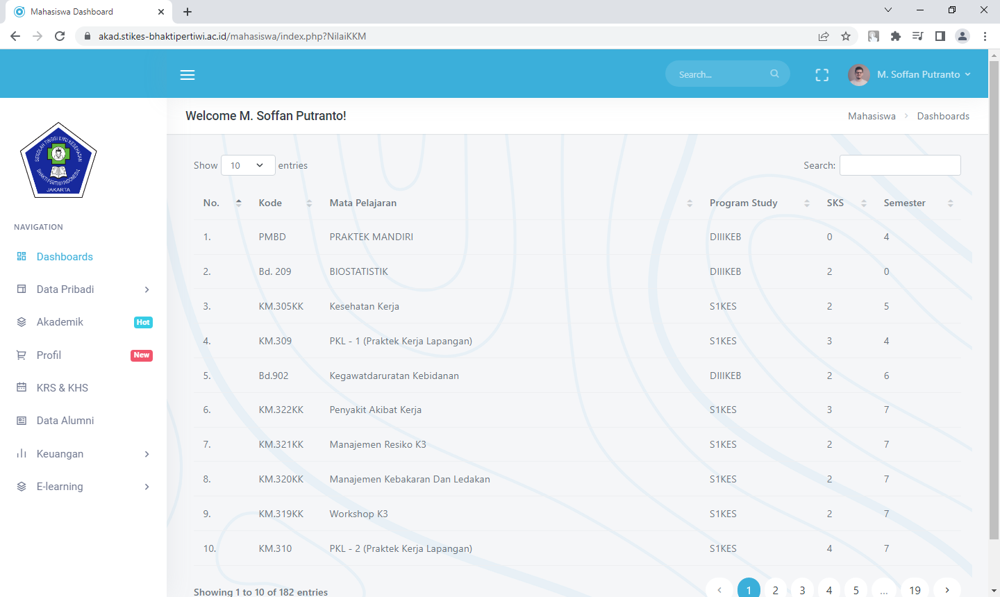 Mahasiswa Dashboard
akad.stikes-bhaktipertiwi.ac.id/mahasiswa/index.php?NilaiKKM
Search...
M. Soffan Putranto
Welcome M. Soffan Putranto!
Mahasiswa > Dashboards
SEKOLAH TINGGI ILMU KESEHATAN
BHAKTI PERTIWI INDONESIA
JAKARTA
NAVIGATION
Dashboards
Data Pribadi
Akademik Hot
Profil New
KRS & KHS
Data Alumni
Keuangan
E-learning
Show 10 entries
Search:
No. Kode Mata Pelajaran Program Study SKS Semester
1. PMBD PRAKTEK MANDIRI DIIIKEB 0 4
2. Bd. 209 BIOSTATISTIK DIIIKEB 2 0
3. KM.305KK Kesehatan Kerja S1KES 2 5
4. KM.309 PKL - 1 (Praktek Kerja Lapangan) S1KES 3 4
5. Bd.902 Kegawatdaruratan Kebidanan DIIIKEB 2 6
6. KM.322KK Penyakit Akibat Kerja S1KES 3 7
7. KM.321KK Manajemen Resiko K3 S1KES 2 7
8. KM.320KK Manajemen Kebakaran Dan Ledakan S1KES 2 7
9. KM.319KK Workshop K3 S1KES 2 7
10. KM.310 PKL - 2 (Praktek Kerja Lapangan) S1KES 4 7
Showing 1 to 10 of 182 entries
1 2 3 4 5 ... 19